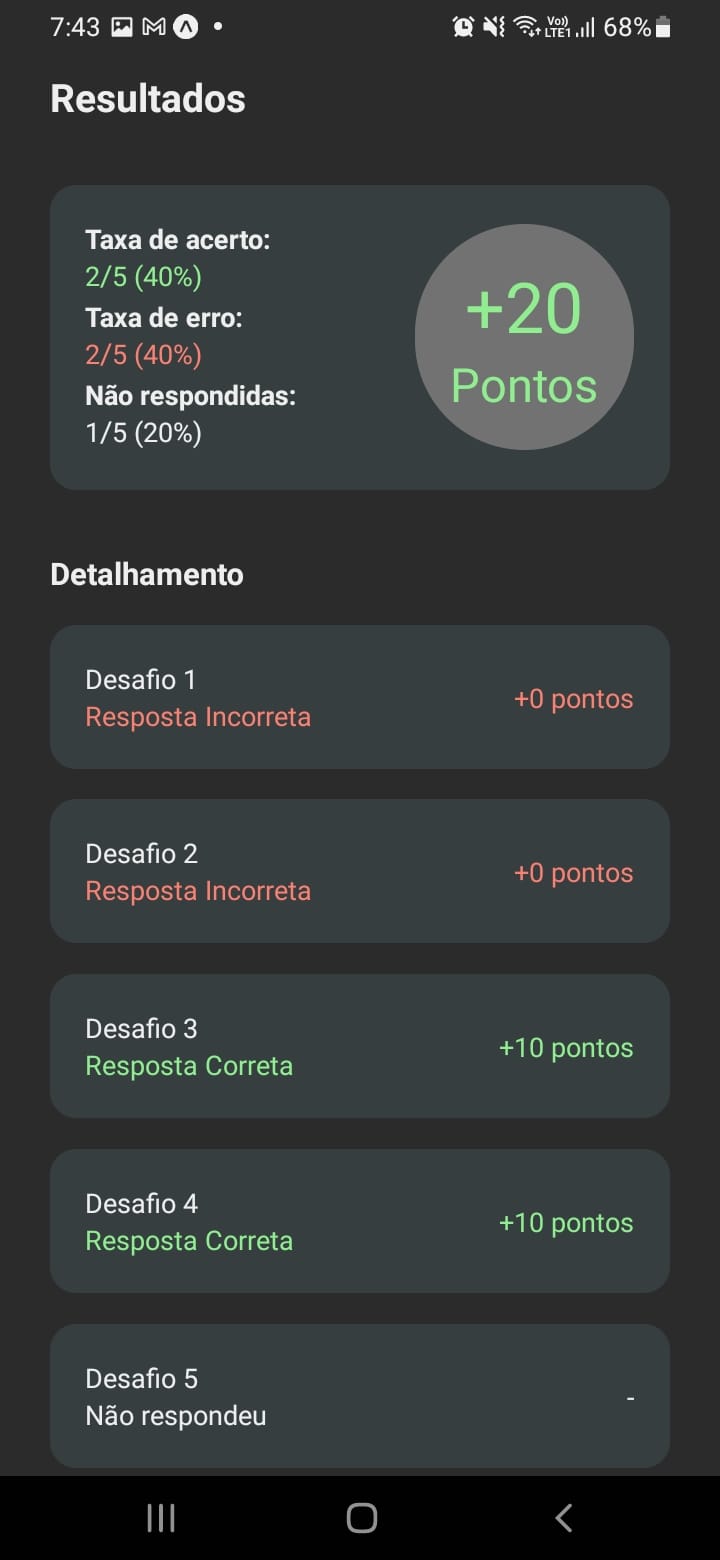 7:43
Vo)) LTE1 68%
Resultados
Taxa de acerto:
2/5 (40%)
Taxa de erro:
2/5 (40%)
Não respondidas:
1/5 (20%)
+20
Pontos
Detalhamento
Desafio 1
Resposta Incorreta
+0 pontos
Desafio 2
Resposta Incorreta
+0 pontos
Desafio 3
Resposta Correta
+10 pontos
Desafio 4
Resposta Correta
+10 pontos
Desafio 5
Não respondeu
-